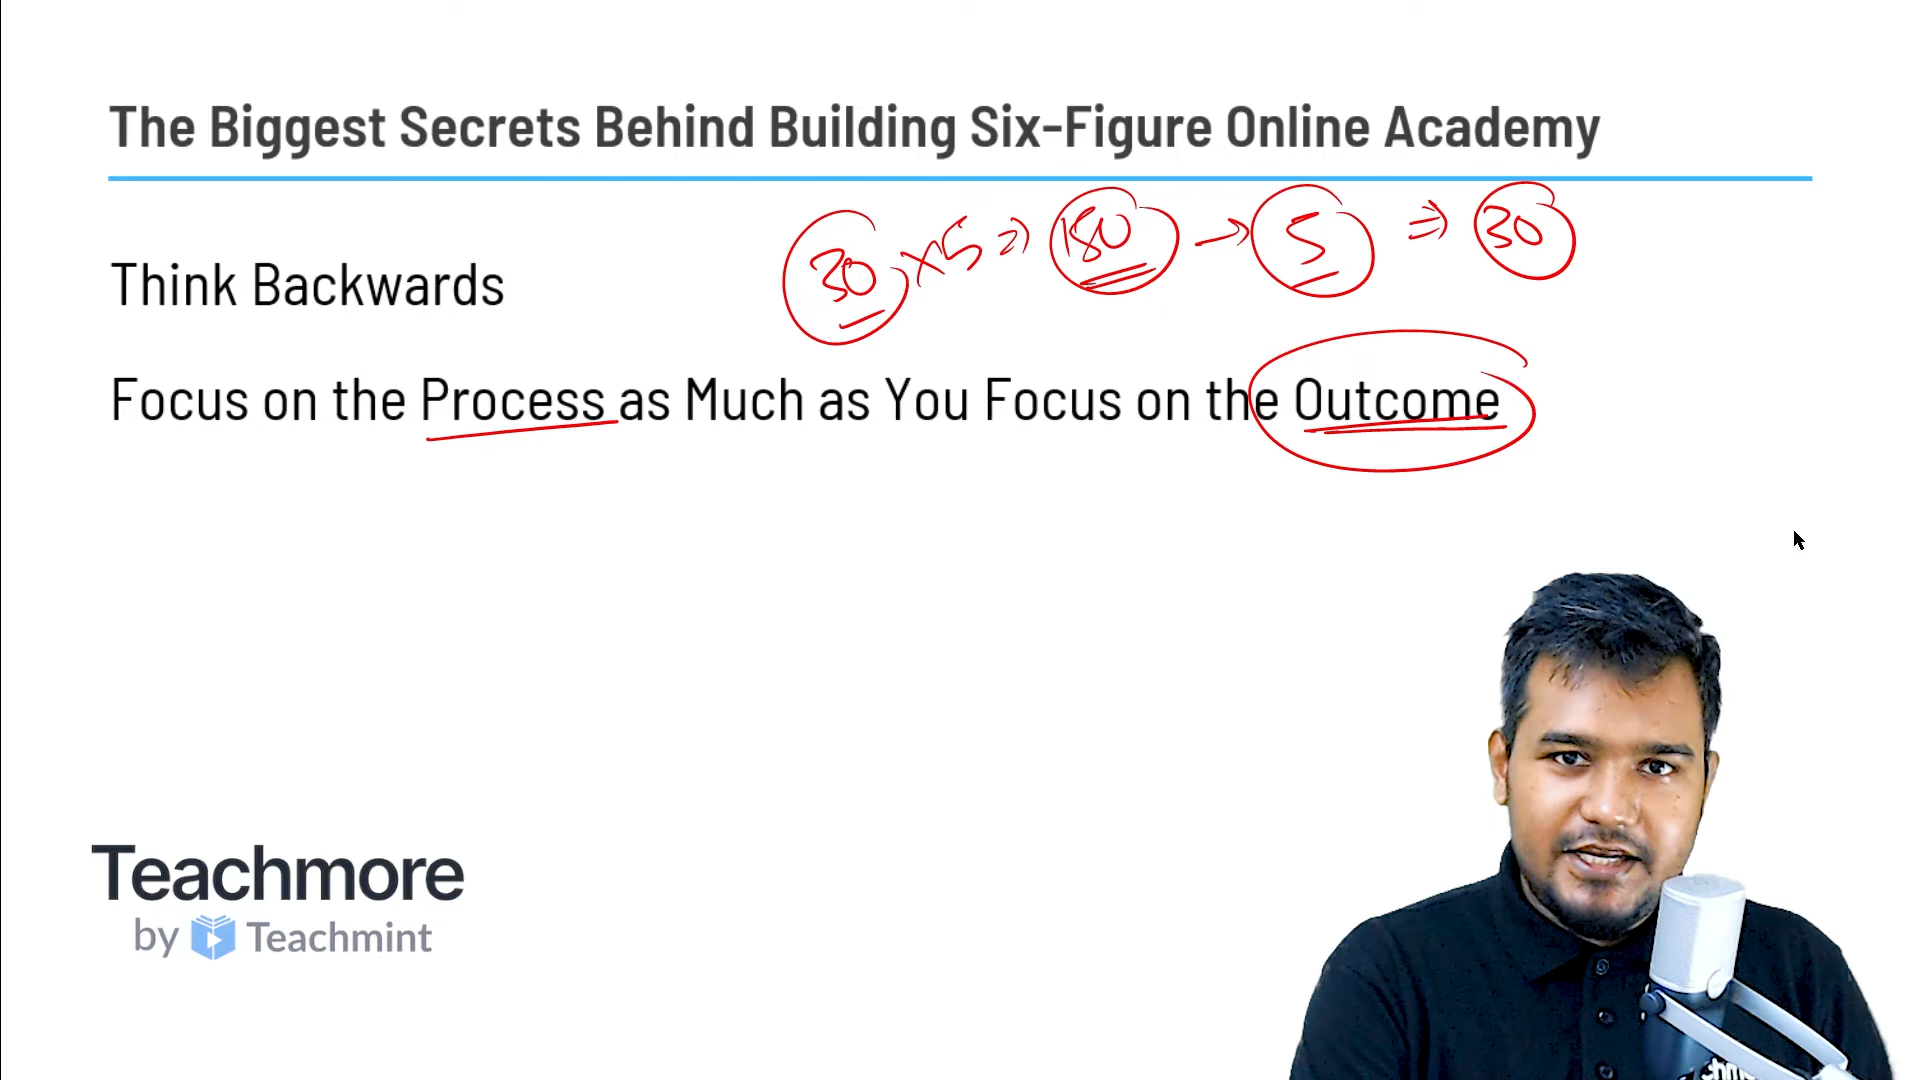 The Biggest Secrets Behind Building Six-Figure Online Academy
30 x 5 => 180 → 5 => 30
Think Backwards
Focus on the Process as Much as You Focus on the Outcome
Teachmore
by Teachmint